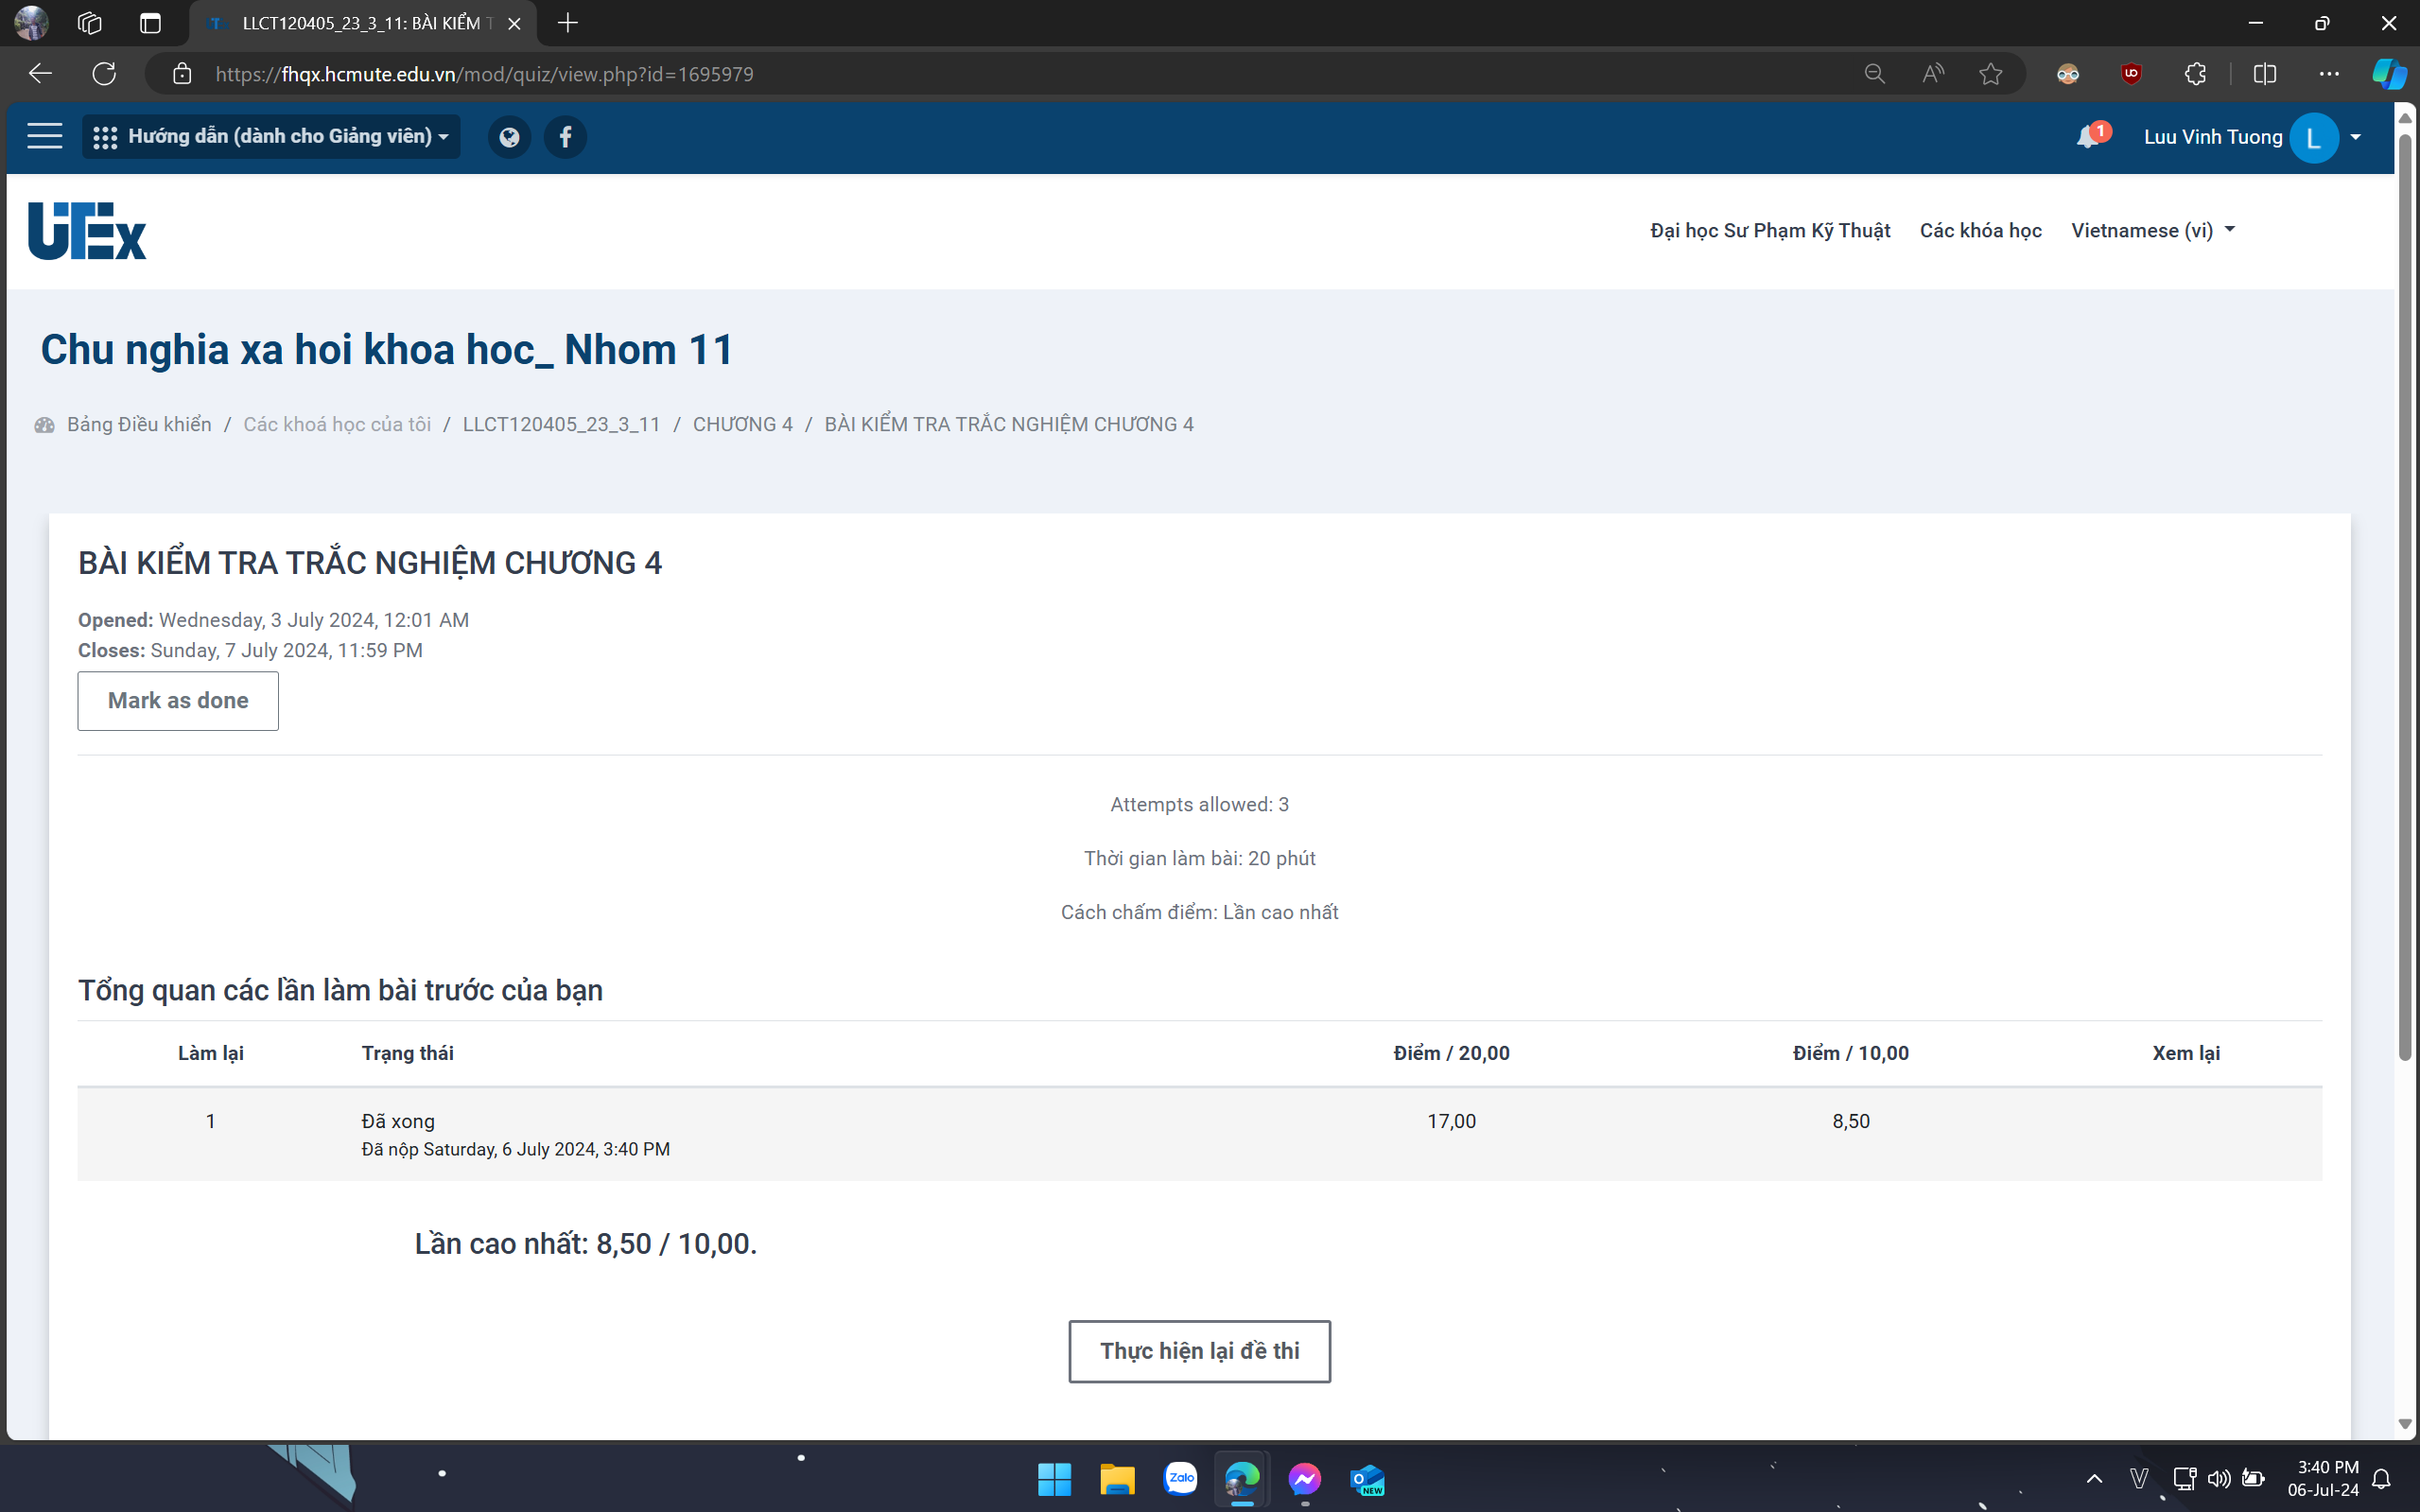 LLCT120405_23_3_11: BÀI KIỂM T
https://fhqx.hcmute.edu.vn/mod/quiz/view.php?id=1695979
Hướng dẫn (dành cho Giảng viên)
1
Luu Vinh Tuong
L
UTEx
Đại học Sư Phạm Kỹ Thuật
Các khóa học
Vietnamese (vi)
Chu nghia xa hoi khoa hoc_ Nhom 11
Bảng Điều khiển / Các khoá học của tôi / LLCT120405_23_3_11 / CHƯƠNG 4 / BÀI KIỂM TRA TRẮC NGHIỆM CHƯƠNG 4
BÀI KIỂM TRA TRẮC NGHIỆM CHƯƠNG 4
Opened: Wednesday, 3 July 2024, 12:01 AM
Closes: Sunday, 7 July 2024, 11:59 PM
Mark as done
Attempts allowed: 3
Thời gian làm bài: 20 phút
Cách chấm điểm: Lần cao nhất
Tổng quan các lần làm bài trước của bạn
Làm lại Trạng thái Điểm / 20,00 Điểm / 10,00 Xem lại
1 Đã xong 17,00 8,50
Đã nộp Saturday, 6 July 2024, 3:40 PM
Lần cao nhất: 8,50 / 10,00.
Thực hiện lại đề thi
Zalo
NEW
V
3:40 PM
06-Jul-24